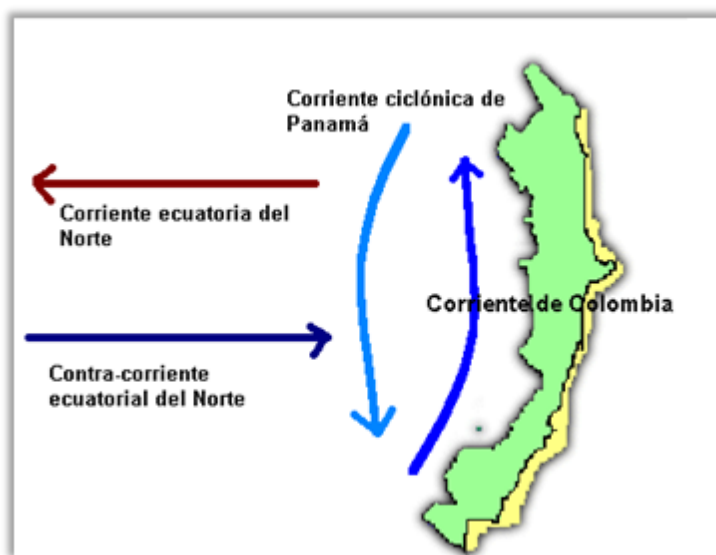 Corriente ciclónica de
Panamá
Corriente ecuatoria del
Norte
Corriente de Colombia
Contra-corriente
ecuatorial del Norte